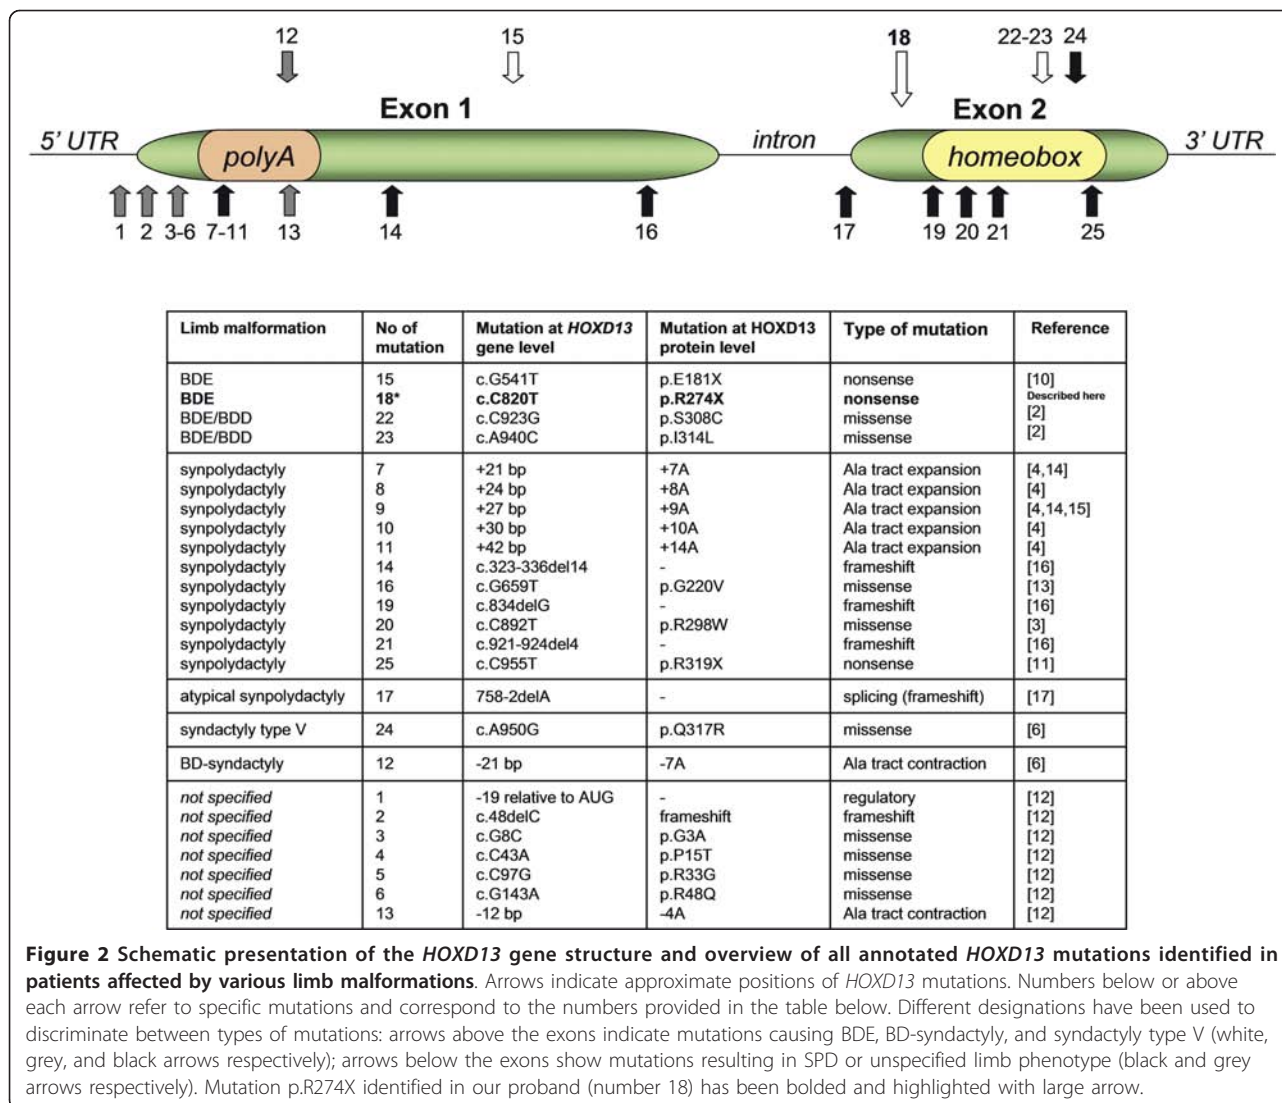 12 15 18 22-23 24
Exon 1 Exon 2
5' UTR polyA intron homeobox 3' UTR
1 2 3-6 7-11 13 14 16 17 19 20 21 25
Limb malformation No of mutation Mutation at HOXD13 gene level Mutation at HOXD13 protein level Type of mutation Reference
BDE 15 c.G541T p.E181X nonsense [10]
BDE 18* c.C820T p.R274X nonsense Described here
BDE/BDD 22 c.C923G p.S308C missense [2]
BDE/BDD 23 c.A940C p.I314L missense [2]
synpolydactyly 7 +21 bp +7A Ala tract expansion [4,14]
synpolydactyly 8 +24 bp +8A Ala tract expansion [4]
synpolydactyly 9 +27 bp +9A Ala tract expansion [4,14,15]
synpolydactyly 10 +30 bp +10A Ala tract expansion [4]
synpolydactyly 11 +42 bp +14A Ala tract expansion [4]
synpolydactyly 14 c.323-336del14 - frameshift [16]
synpolydactyly 16 c.G659T p.G220V missense [13]
synpolydactyly 19 c.834delG - frameshift [16]
synpolydactyly 20 c.C892T p.R298W missense [3]
synpolydactyly 21 c.921-924del4 - frameshift [16]
synpolydactyly 25 c.C955T p.R319X nonsense [11]
atypical synpolydactyly 17 758-2delA - splicing (frameshift) [17]
syndactyly type V 24 c.A950G p.Q317R missense [6]
BD-syndactyly 12 -21 bp -7A Ala tract contraction [6]
not specified 1 -19 relative to AUG - regulatory [12]
not specified 2 c.48delC frameshift frameshift [12]
not specified 3 c.G8C p.G3A missense [12]
not specified 4 c.C43A p.P15T missense [12]
not specified 5 c.C97G p.R33G missense [12]
not specified 6 c.G143A p.R48Q missense [12]
not specified 13 -12 bp -4A Ala tract contraction [12]
Figure 2 Schematic presentation of the HOXD13 gene structure and overview of all annotated HOXD13 mutations identified in
patients affected by various limb malformations. Arrows indicate approximate positions of HOXD13 mutations. Numbers below or above
each arrow refer to specific mutations and correspond to the numbers provided in the table below. Different designations have been used to
discriminate between types of mutations: arrows above the exons indicate mutations causing BDE, BD-syndactyly, and syndactyly type V (white,
grey, and black arrows respectively); arrows below the exons show mutations resulting in SPD or unspecified limb phenotype (black and grey
arrows respectively). Mutation p.R274X identified in our proband (number 18) has been bolded and highlighted with large arrow.